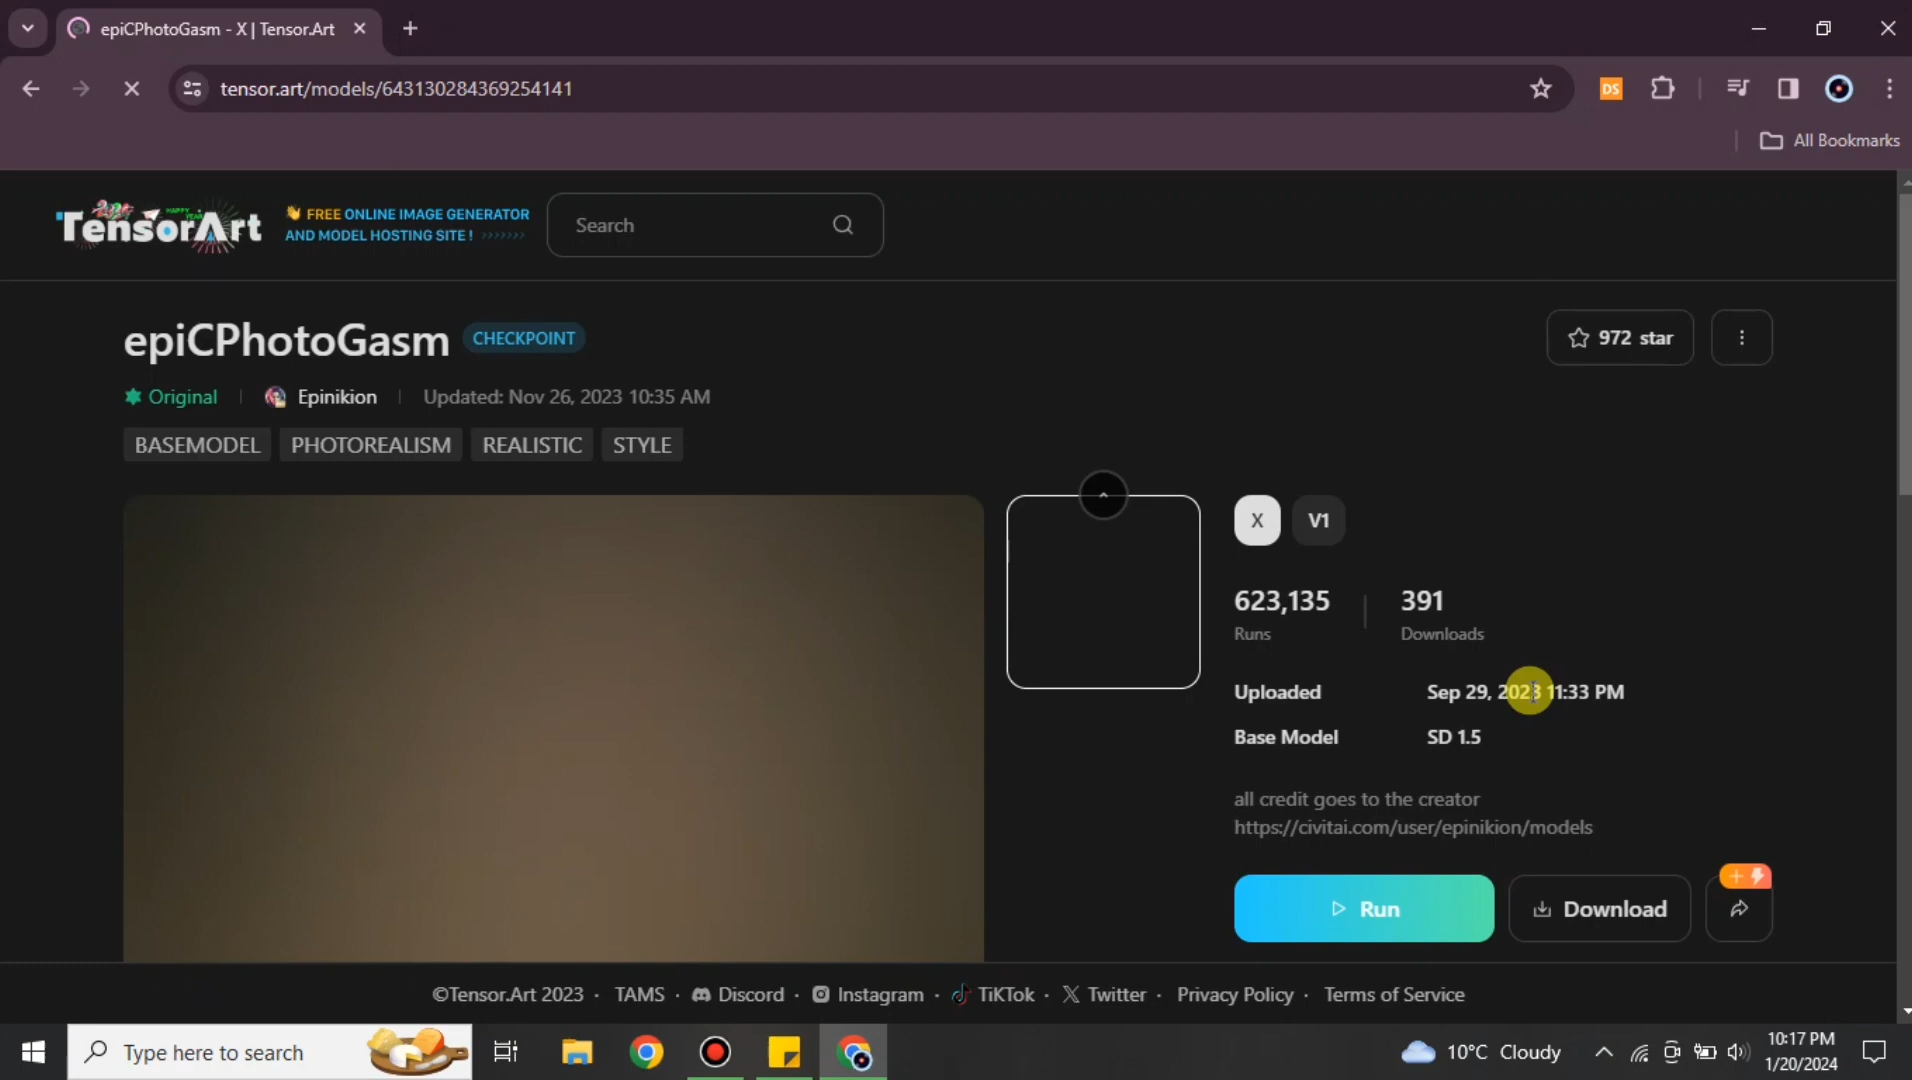 epiCPhotoGasm - X | Tensor.Art
tensor.art/models/643130284369254141
DS
All Bookmarks
TensorArt
FREE ONLINE IMAGE GENERATOR
AND MODEL HOSTING SITE ! >>>>>>>
Search
epiCPhotoGasm CHECKPOINT
972 star
Original | Epinikion | Updated: Nov 26, 2023 10:35 AM
BASEMODEL PHOTOREALISM REALISTIC STYLE
X V1
623,135 391
Runs Downloads
Uploaded Sep 29, 2023 11:33 PM
Base Model SD 1.5
all credit goes to the creator
https://civitai.com/user/epinikion/models
Run Download
©Tensor.Art 2023 · TAMS · Discord · Instagram · TiKTok · Twitter · Privacy Policy · Terms of Service
Type here to search
10°C Cloudy
10:17 PM
1/20/2024